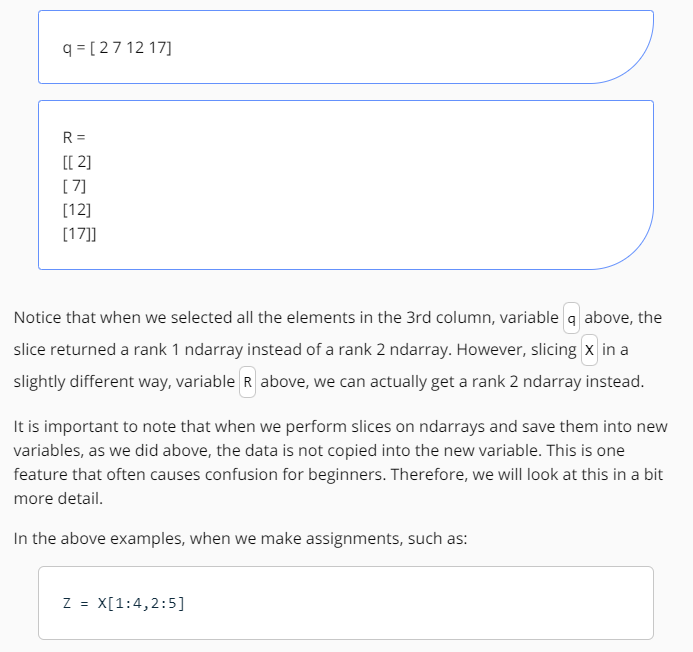 q = [ 2 7 12 17]
R =
[[ 2]
[ 7]
[12]
[17]]
Notice that when we selected all the elements in the 3rd column, variable q above, the
slice returned a rank 1 ndarray instead of a rank 2 ndarray. However, slicing X in a
slightly different way, variable R above, we can actually get a rank 2 ndarray instead.
It is important to note that when we perform slices on ndarrays and save them into new
variables, as we did above, the data is not copied into the new variable. This is one
feature that often causes confusion for beginners. Therefore, we will look at this in a bit
more detail.
In the above examples, when we make assignments, such as:
Z = X[1:4,2:5]